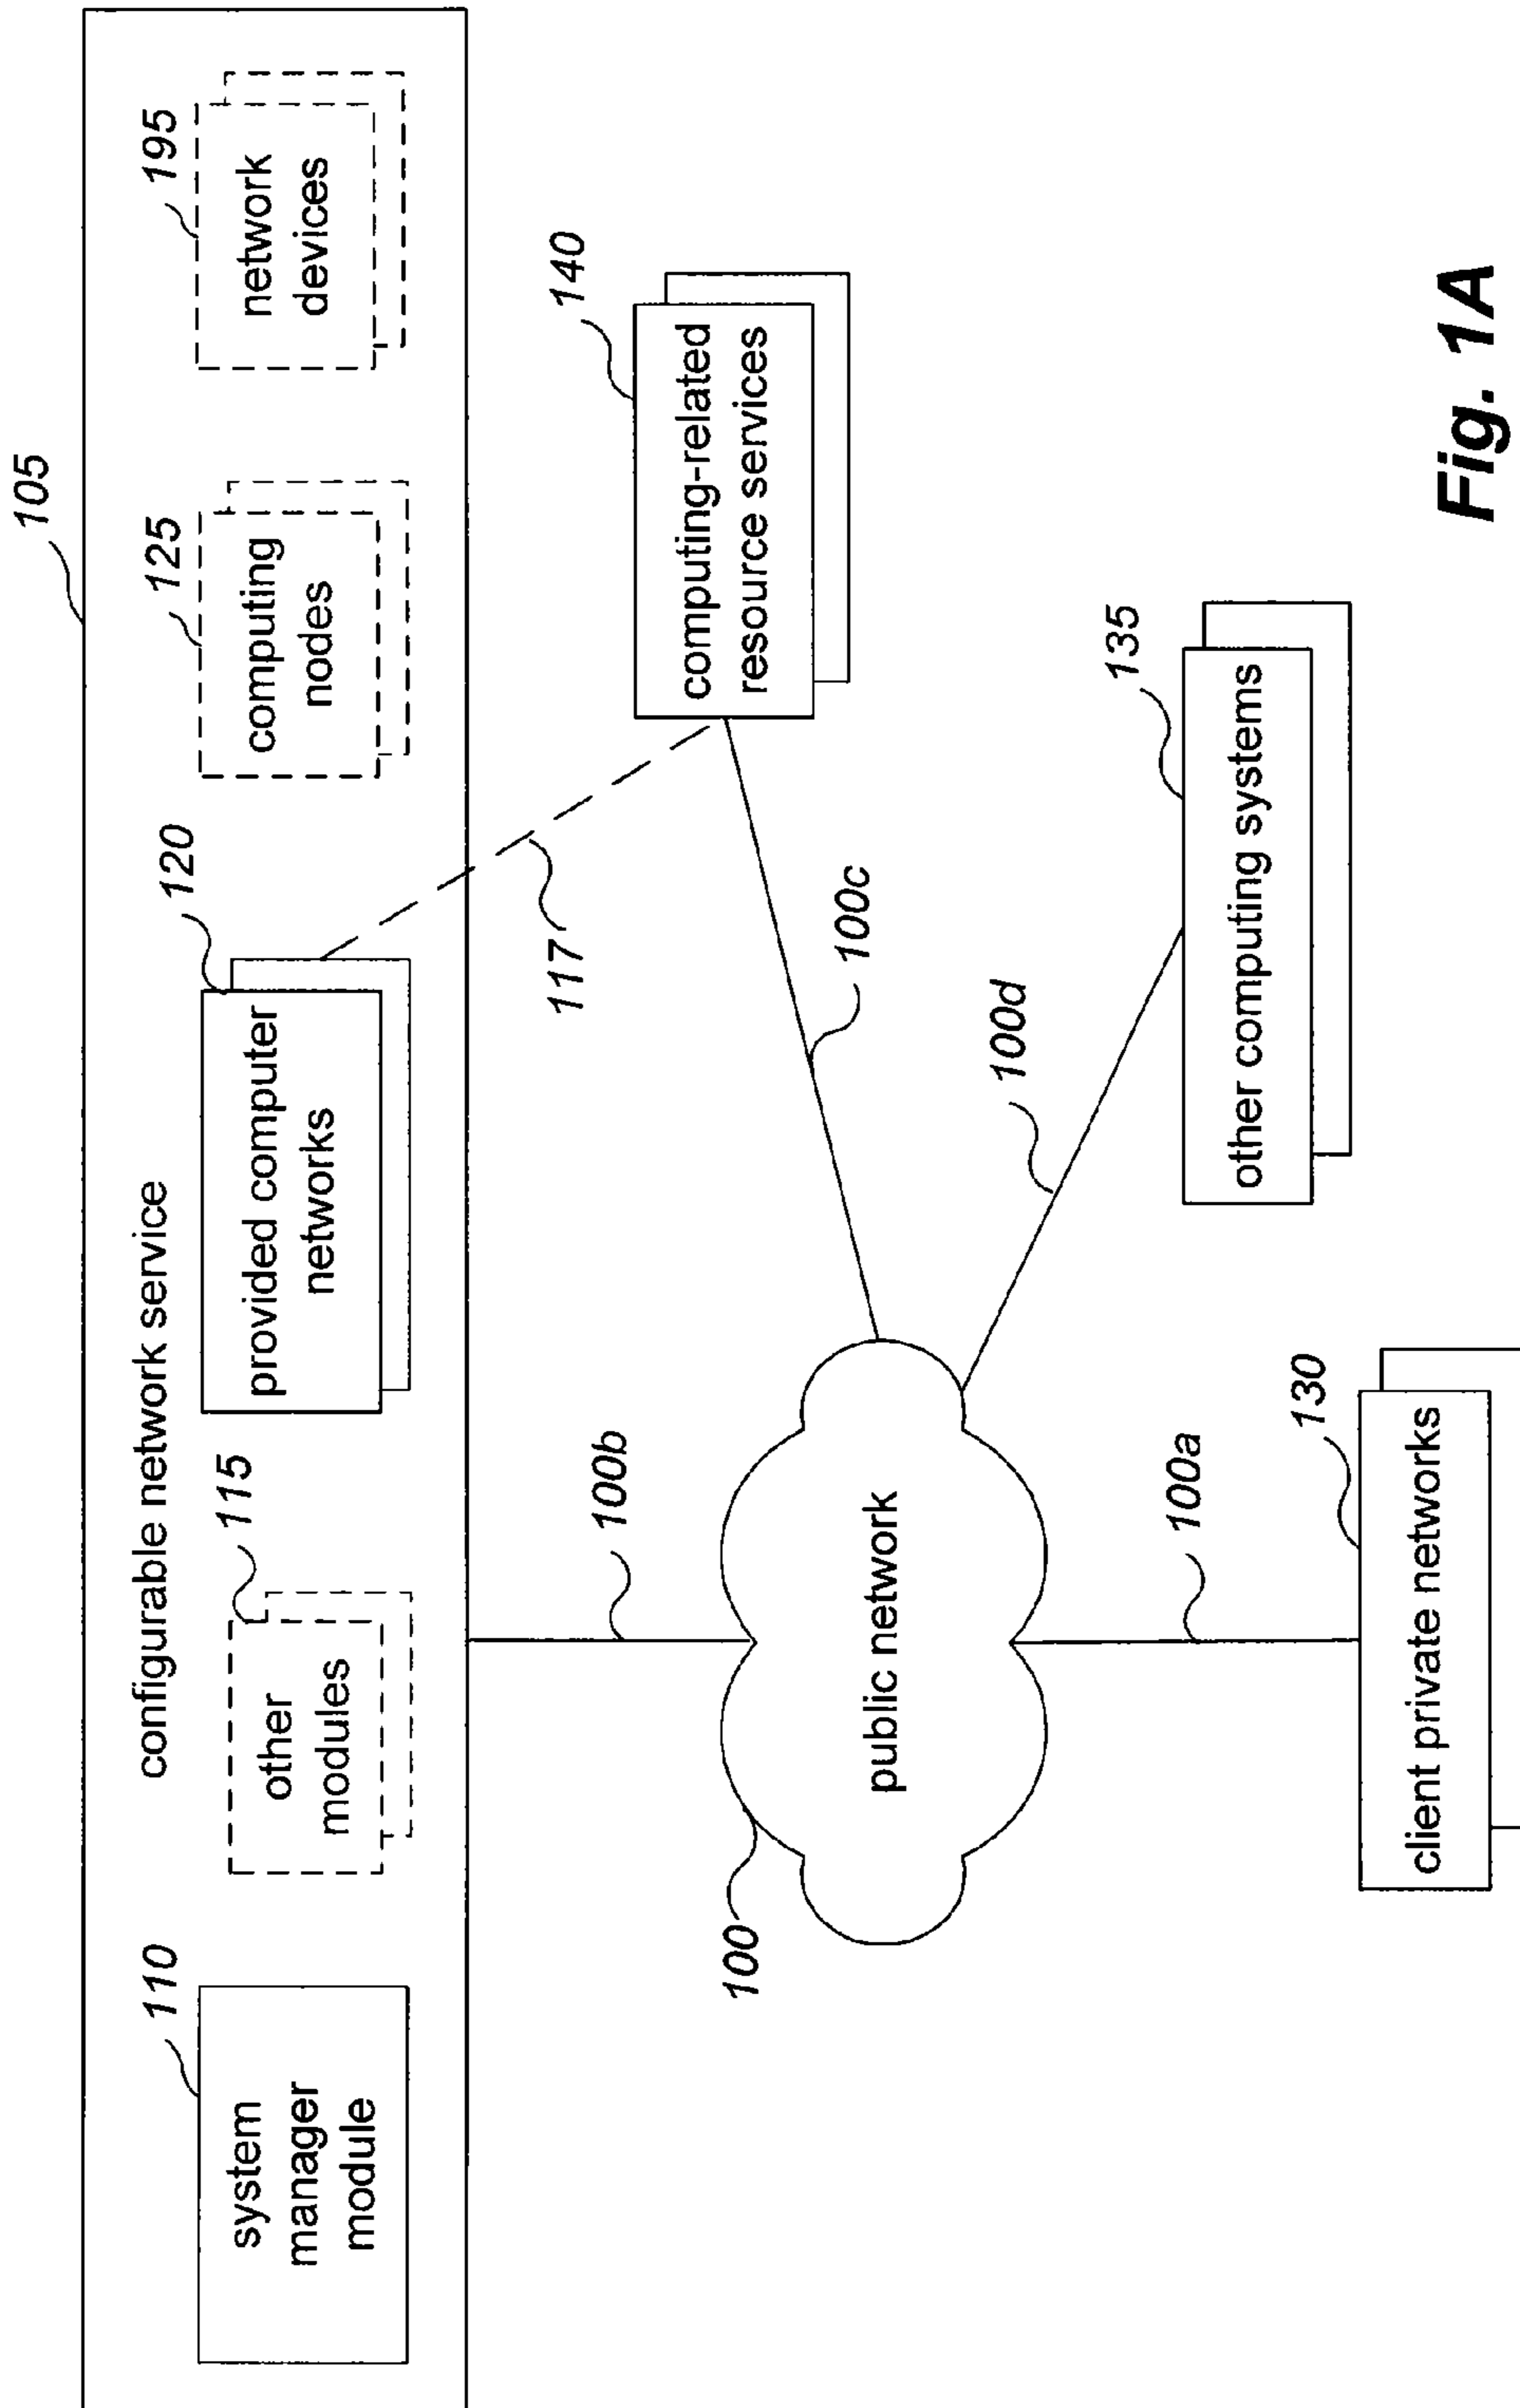 105
configurable network service
110
system
manager
module
115
other
modules
120
provided computer
networks
125
computing
nodes
195
network
devices
117
100b
100
public network
100c
140
computing-related
resource services
100d
135
other computing systems
100a
130
client private networks
Fig. 1A